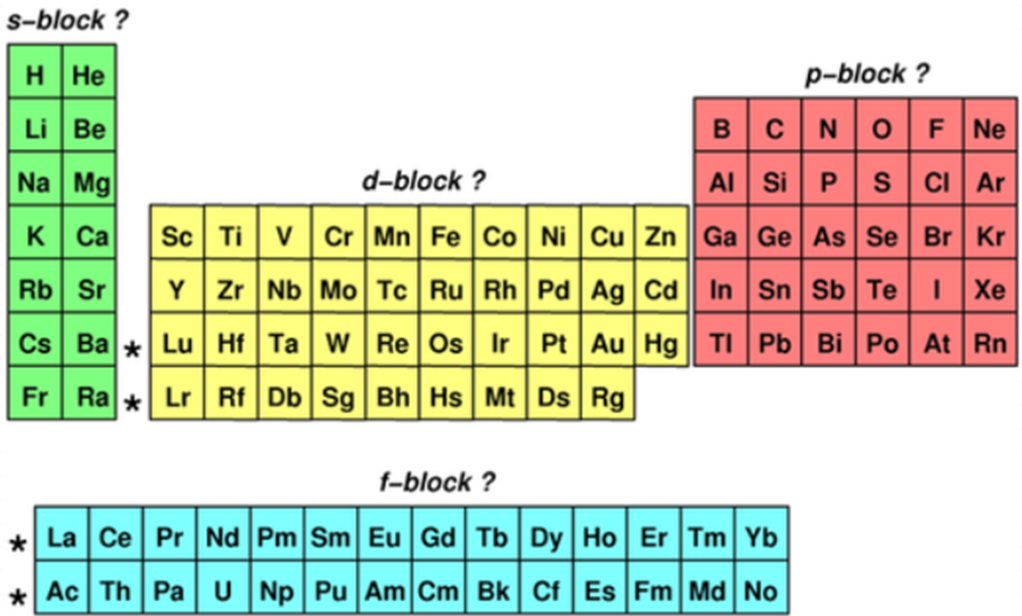 s-block ?
H He
p-block ?
Li Be B C N O F Ne
d-block ?
Na Mg Al Si P S Cl Ar
K Ca Sc Ti V Cr Mn Fe Co Ni Cu Zn Ga Ge As Se Br Kr
Rb Sr Y Zr Nb Mo Tc Ru Rh Pd Ag Cd In Sn Sb Te I Xe
Cs Ba * Lu Hf Ta W Re Os Ir Pt Au Hg Tl Pb Bi Po At Rn
Fr Ra * Lr Rf Db Sg Bh Hs Mt Ds Rg
f-block ?
* La Ce Pr Nd Pm Sm Eu Gd Tb Dy Ho Er Tm Yb
* Ac Th Pa U Np Pu Am Cm Bk Cf Es Fm Md No